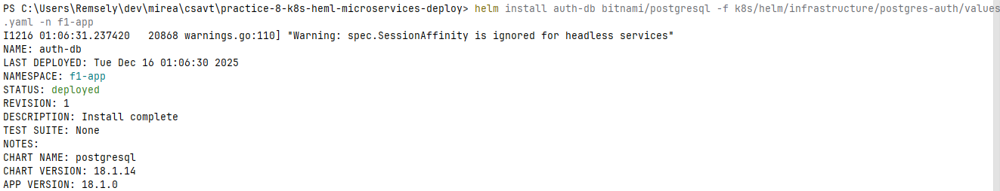 PS C:\Users\Remsely\dev\mirea\csavt\practice-8-k8s-heml-microservices-deploy> helm install auth-db bitnami/postgresql -f k8s/helm/infrastructure/postgres-auth/values
.yaml -n f1-app
I1216 01:06:31.237420   20868 warnings.go:110] "Warning: spec.SessionAffinity is ignored for headless services"
NAME: auth-db
LAST DEPLOYED: Tue Dec 16 01:06:30 2025
NAMESPACE: f1-app
STATUS: deployed
REVISION: 1
DESCRIPTION: Install complete
TEST SUITE: None
NOTES:
CHART NAME: postgresql
CHART VERSION: 18.1.14
APP VERSION: 18.1.0